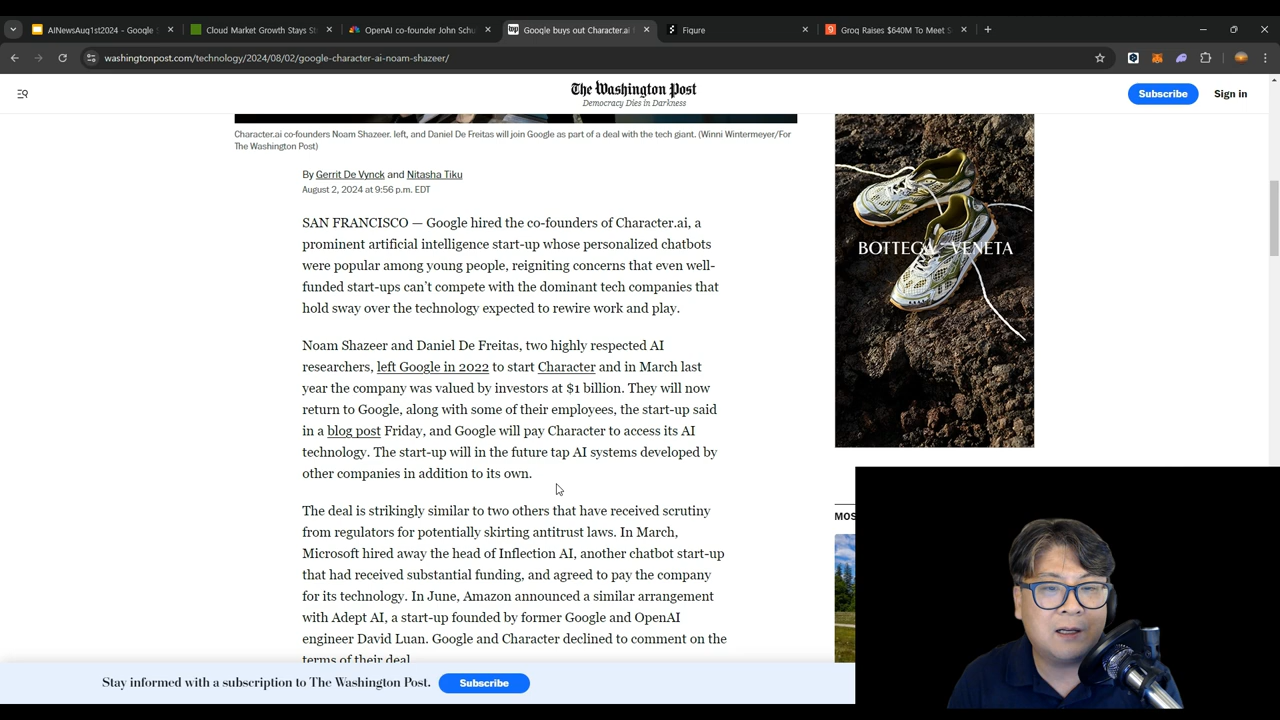 AINewsAug1st2024 - Google S
Cloud Market Growth Stays St
OpenAI co-founder John Schu
Google buys out Character.ai f
Figure
Groq Raises $640M To Meet S
washingtonpost.com/technology/2024/08/02/google-character-ai-noam-shazeer/
The Washington Post
Democracy Dies in Darkness
Subscribe
Sign in
Character.ai co-founders Noam Shazeer. left, and Daniel De Freitas will join Google as part of a deal with the tech giant. (Winni Wintermeyer/For
The Washington Post)
By Gerrit De Vynck and Nitasha Tiku
August 2, 2024 at 9:56 p.m. EDT
SAN FRANCISCO — Google hired the co-founders of Character.ai, a
prominent artificial intelligence start-up whose personalized chatbots
were popular among young people, reigniting concerns that even well-
funded start-ups can’t compete with the dominant tech companies that
hold sway over the technology expected to rewire work and play.
Noam Shazeer and Daniel De Freitas, two highly respected AI
researchers, left Google in 2022 to start Character and in March last
year the company was valued by investors at $1 billion. They will now
return to Google, along with some of their employees, the start-up said
in a blog post Friday, and Google will pay Character to access its AI
technology. The start-up will in the future tap AI systems developed by
other companies in addition to its own.
The deal is strikingly similar to two others that have received scrutiny
from regulators for potentially skirting antitrust laws. In March,
Microsoft hired away the head of Inflection AI, another chatbot start-up
that had received substantial funding, and agreed to pay the company
for its technology. In June, Amazon announced a similar arrangement
with Adept AI, a start-up founded by former Google and OpenAI
engineer David Luan. Google and Character declined to comment on the
terms of their deal
BOTTEGA VENETA
MOS
Stay informed with a subscription to The Washington Post.
Subscribe